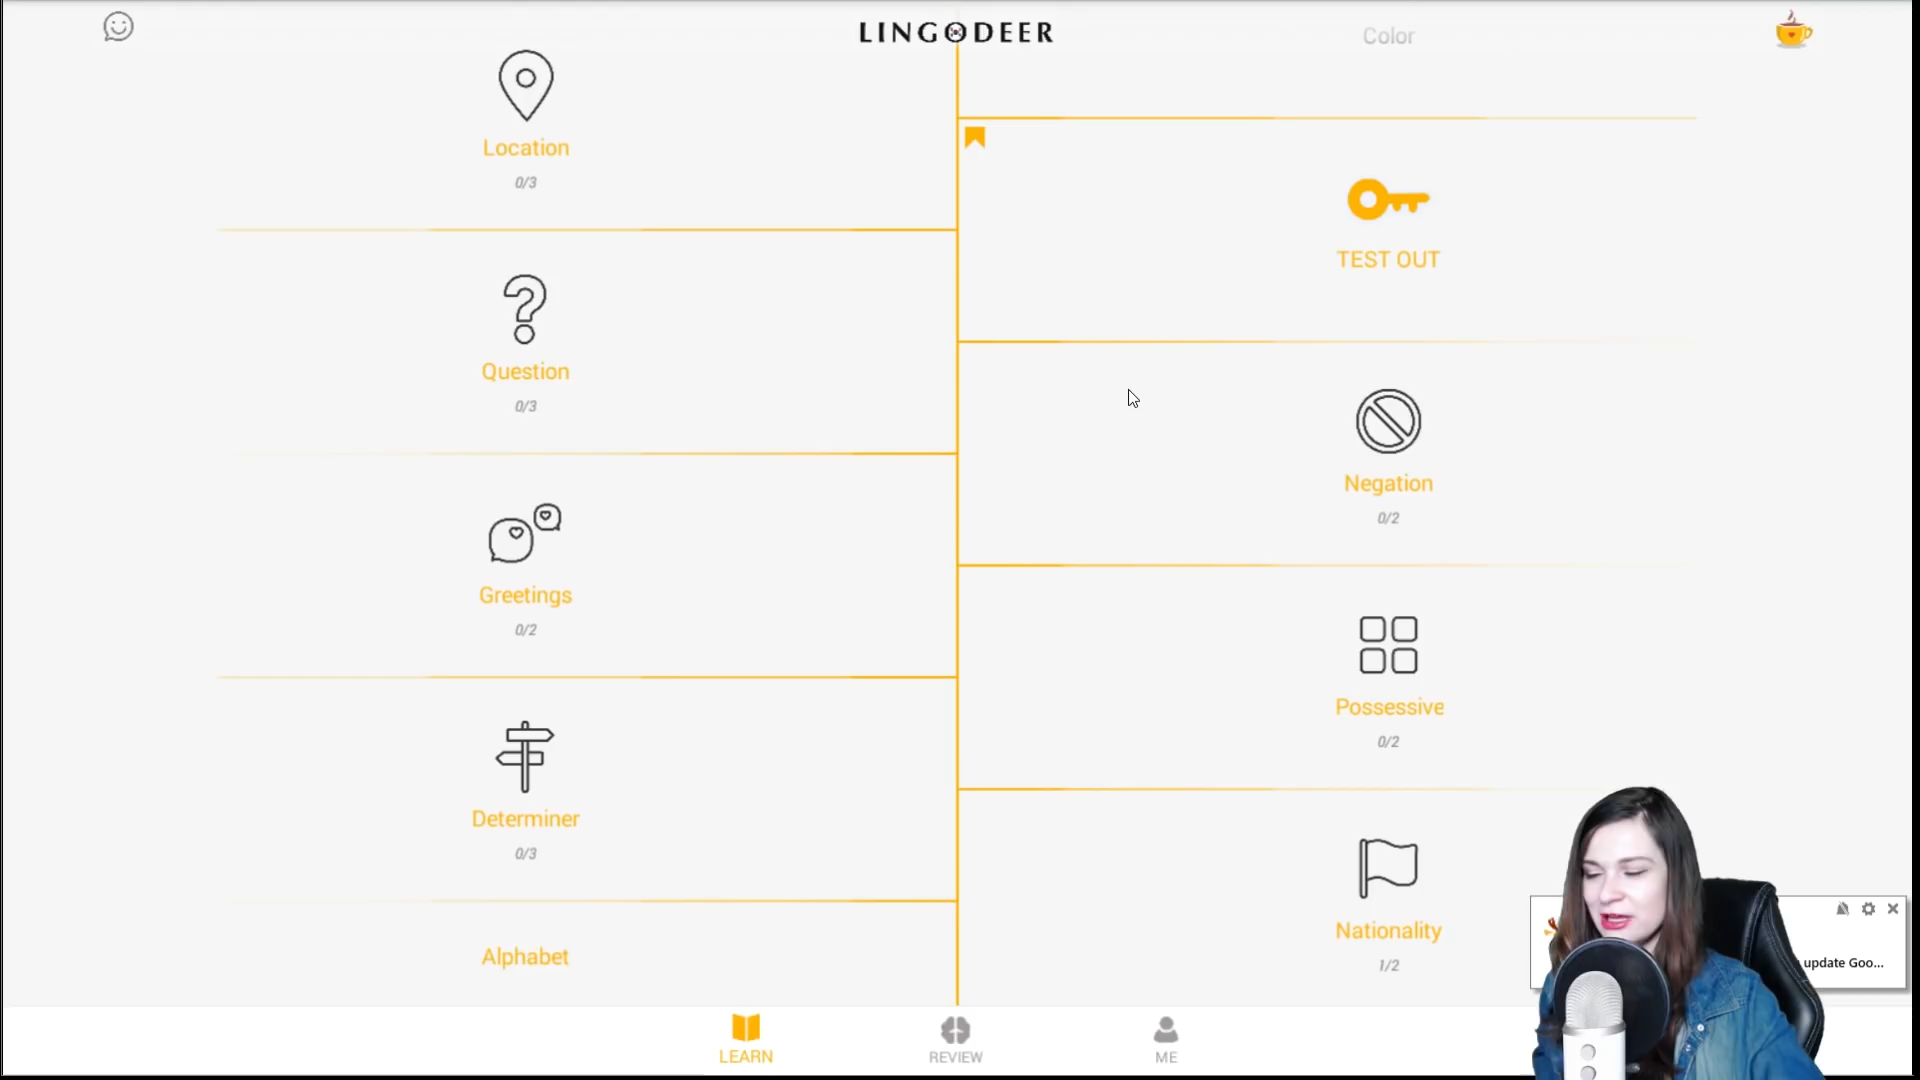 LINGODEER
Color
Location
0/3
TEST OUT
Question
0/3
Negation
0/2
Greetings
0/2
Possessive
0/2
Determiner
0/3
Nationality
1/2
Alphabet
update Goo...
LEARN
REVIEW
ME